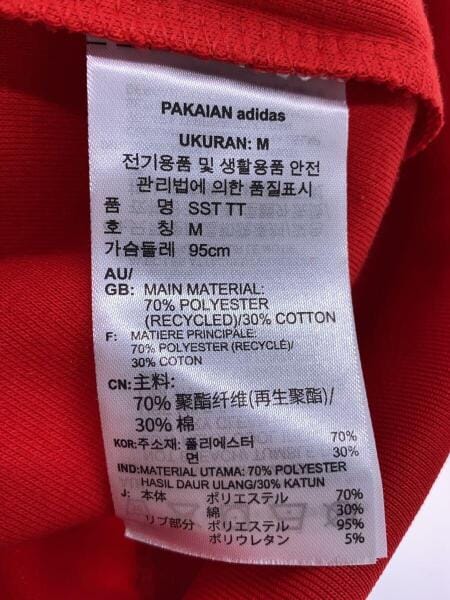 PAKAIAN adidas
UKURAN: M
전기용품 및 생활용품 안전
관리법에 의한 품질표시
품 명 SST TT
호 칭 M
가슴둘레 95cm
AU/
GB: MAIN MATERIAL:
70% POLYESTER
(RECYCLED)/30% COTTON
F: MATIERE PRINCIPALE:
70% POLYESTER (RECYCLE)/
30% COTON
CN: 主料:
70% 聚酯纤维(再生聚酯)/
30% 棉
KOR: 주소재: 폴리에스터 70%
면 30%
IND: MATERIAL UTAMA: 70% POLYESTER
HASIL DAUR ULANG/30% KATUN
J: 本体 ポリエステル 70%
綿 30%
リブ部分 ポリエステル 95%
ポリウレタン 5%